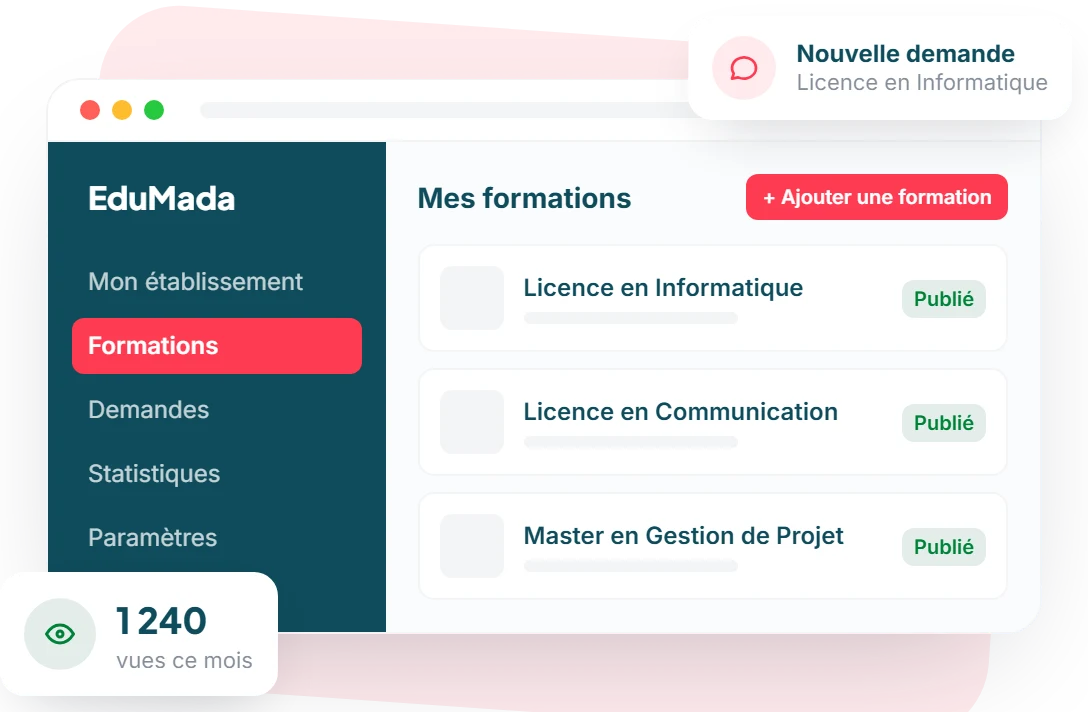 Nouvelle demande
Licence en Informatique
EduMada
Mon établissement
Formations
Demandes
Statistiques
Paramètres
Mes formations
+ Ajouter une formation
Licence en Informatique
Publié
Licence en Communication
Publié
Master en Gestion de Projet
Publié
1 240
vues ce mois